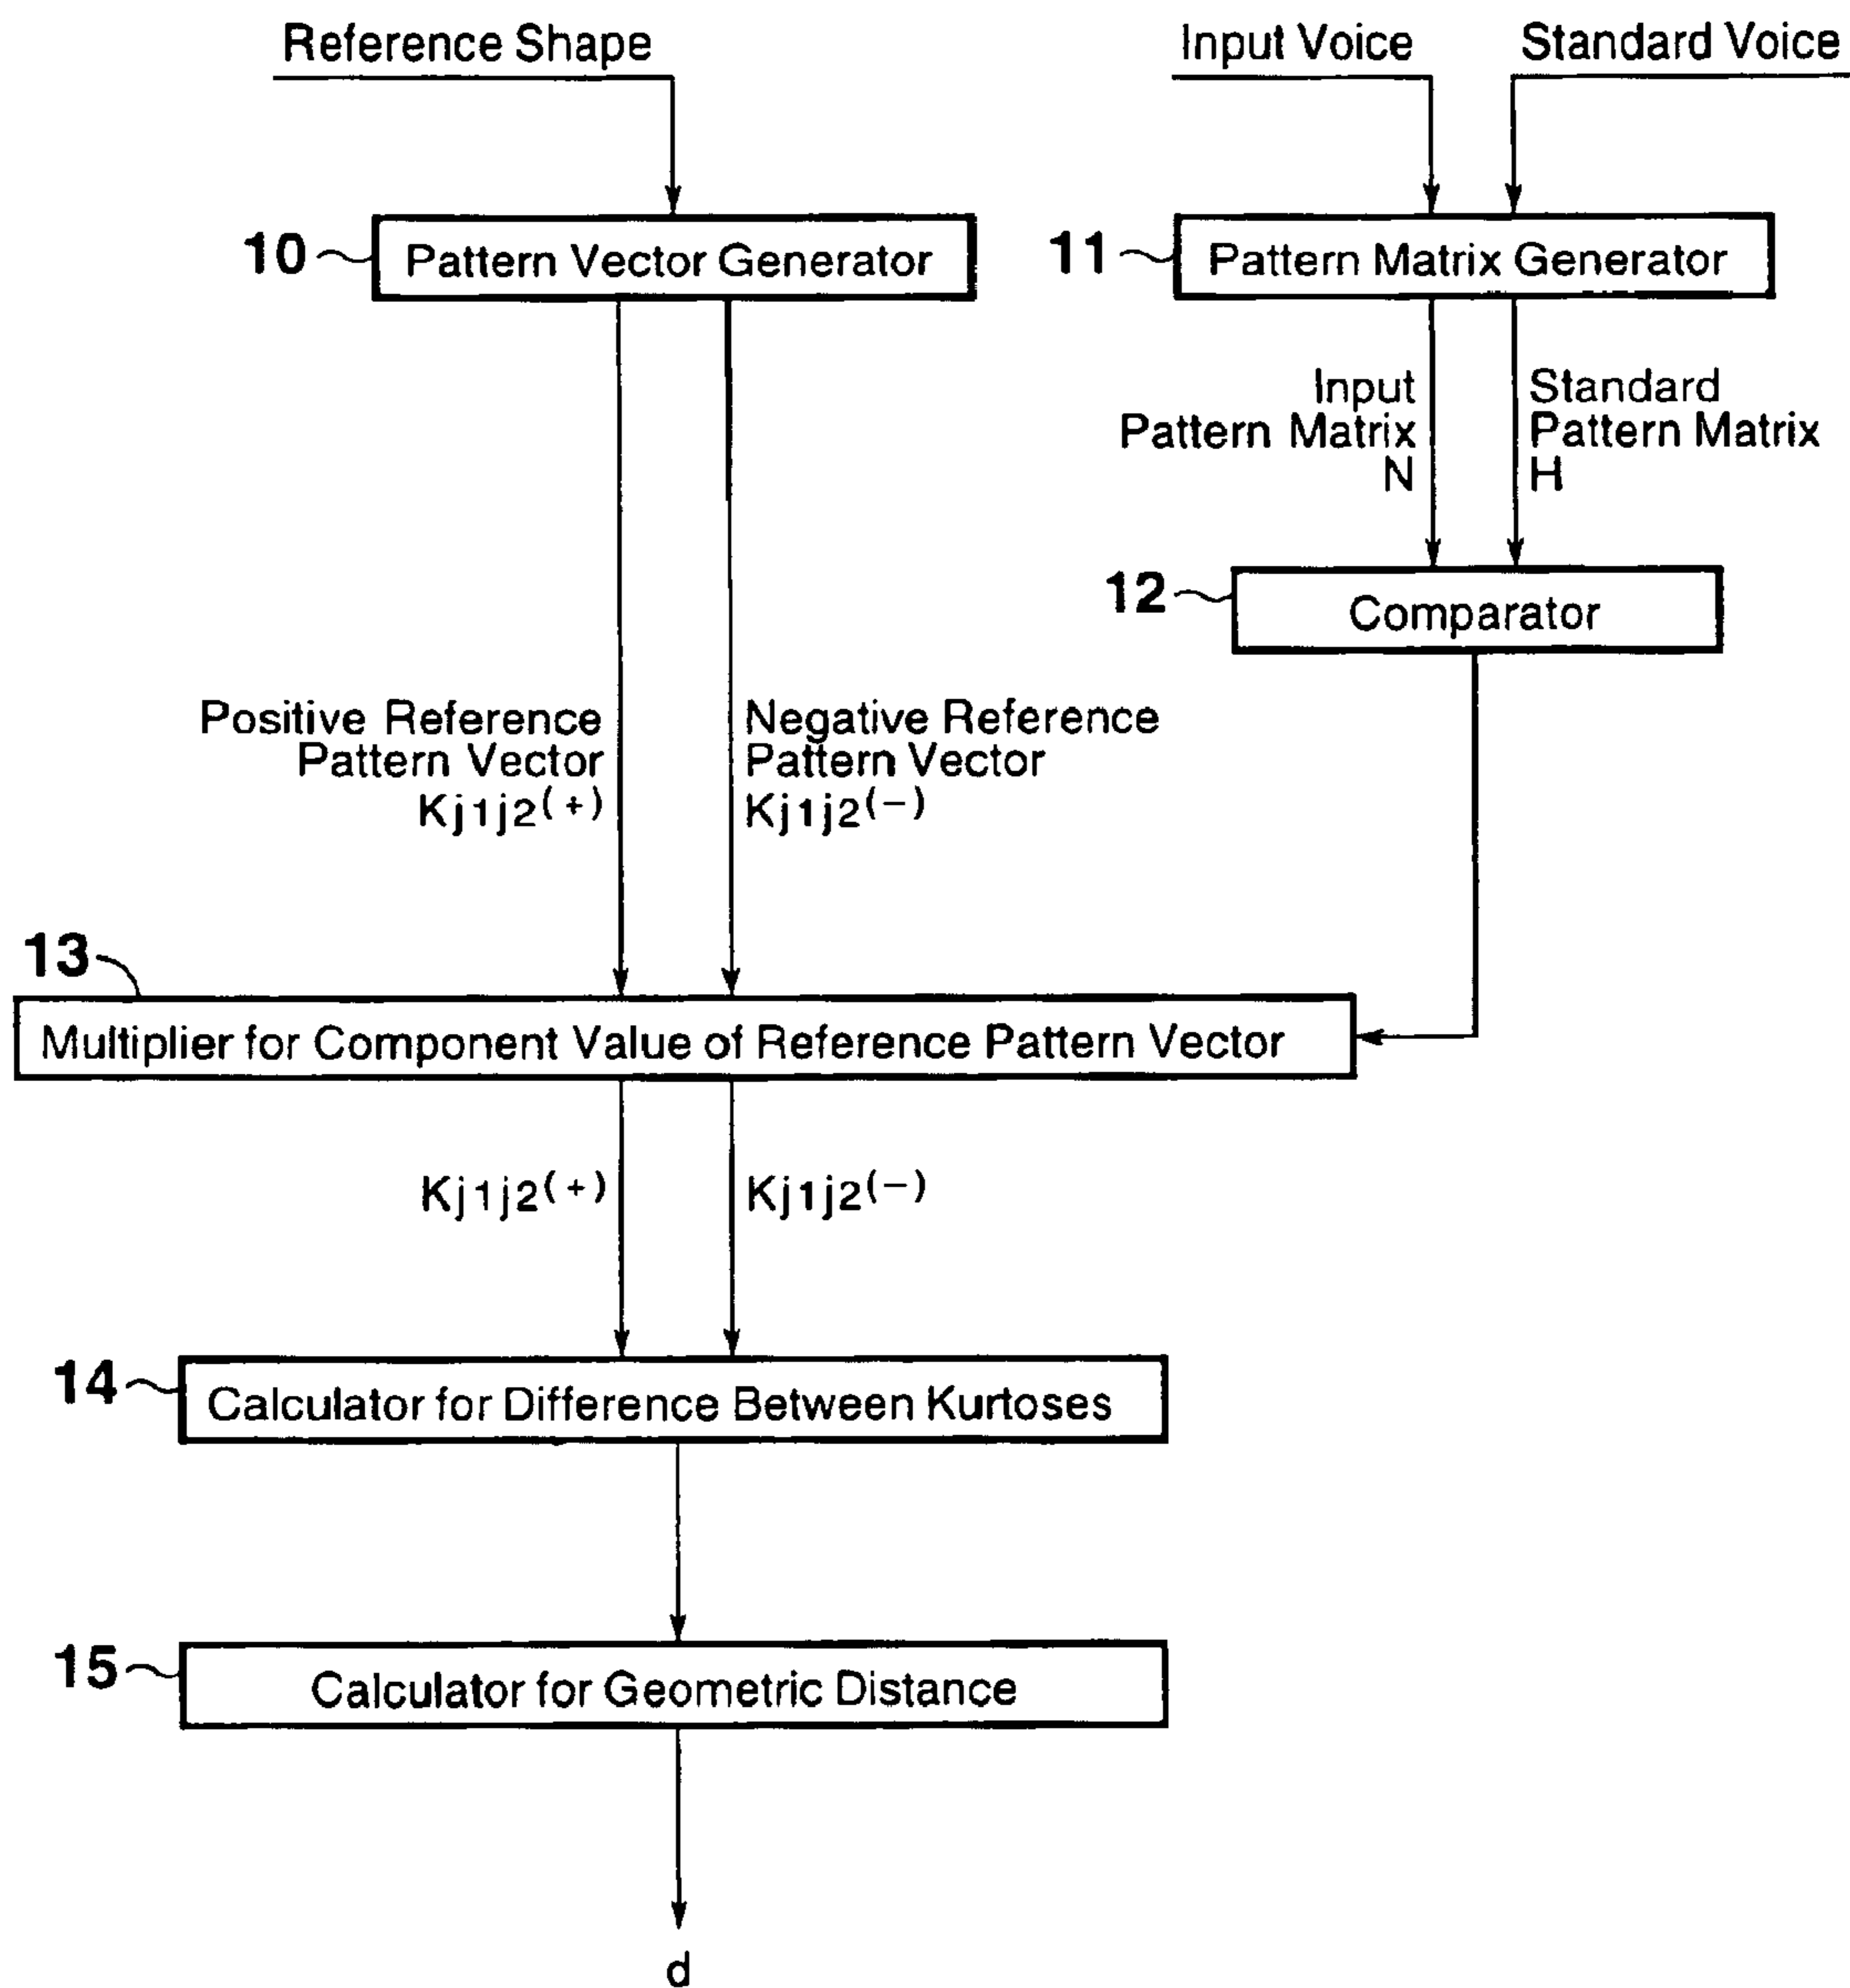 Reference Shape
Input Voice
Standard Voice
10
Pattern Vector Generator
11
Pattern Matrix Generator
Input
Pattern Matrix
N
Standard
Pattern Matrix
H
12
Comparator
Positive Reference
Pattern Vector
Kj1j2(+)
Negative Reference
Pattern Vector
Kj1j2(−)
13
Multiplier for Component Value of Reference Pattern Vector
Kj1j2(+)
Kj1j2(−)
14
Calculator for Difference Between Kurtoses
15
Calculator for Geometric Distance
d